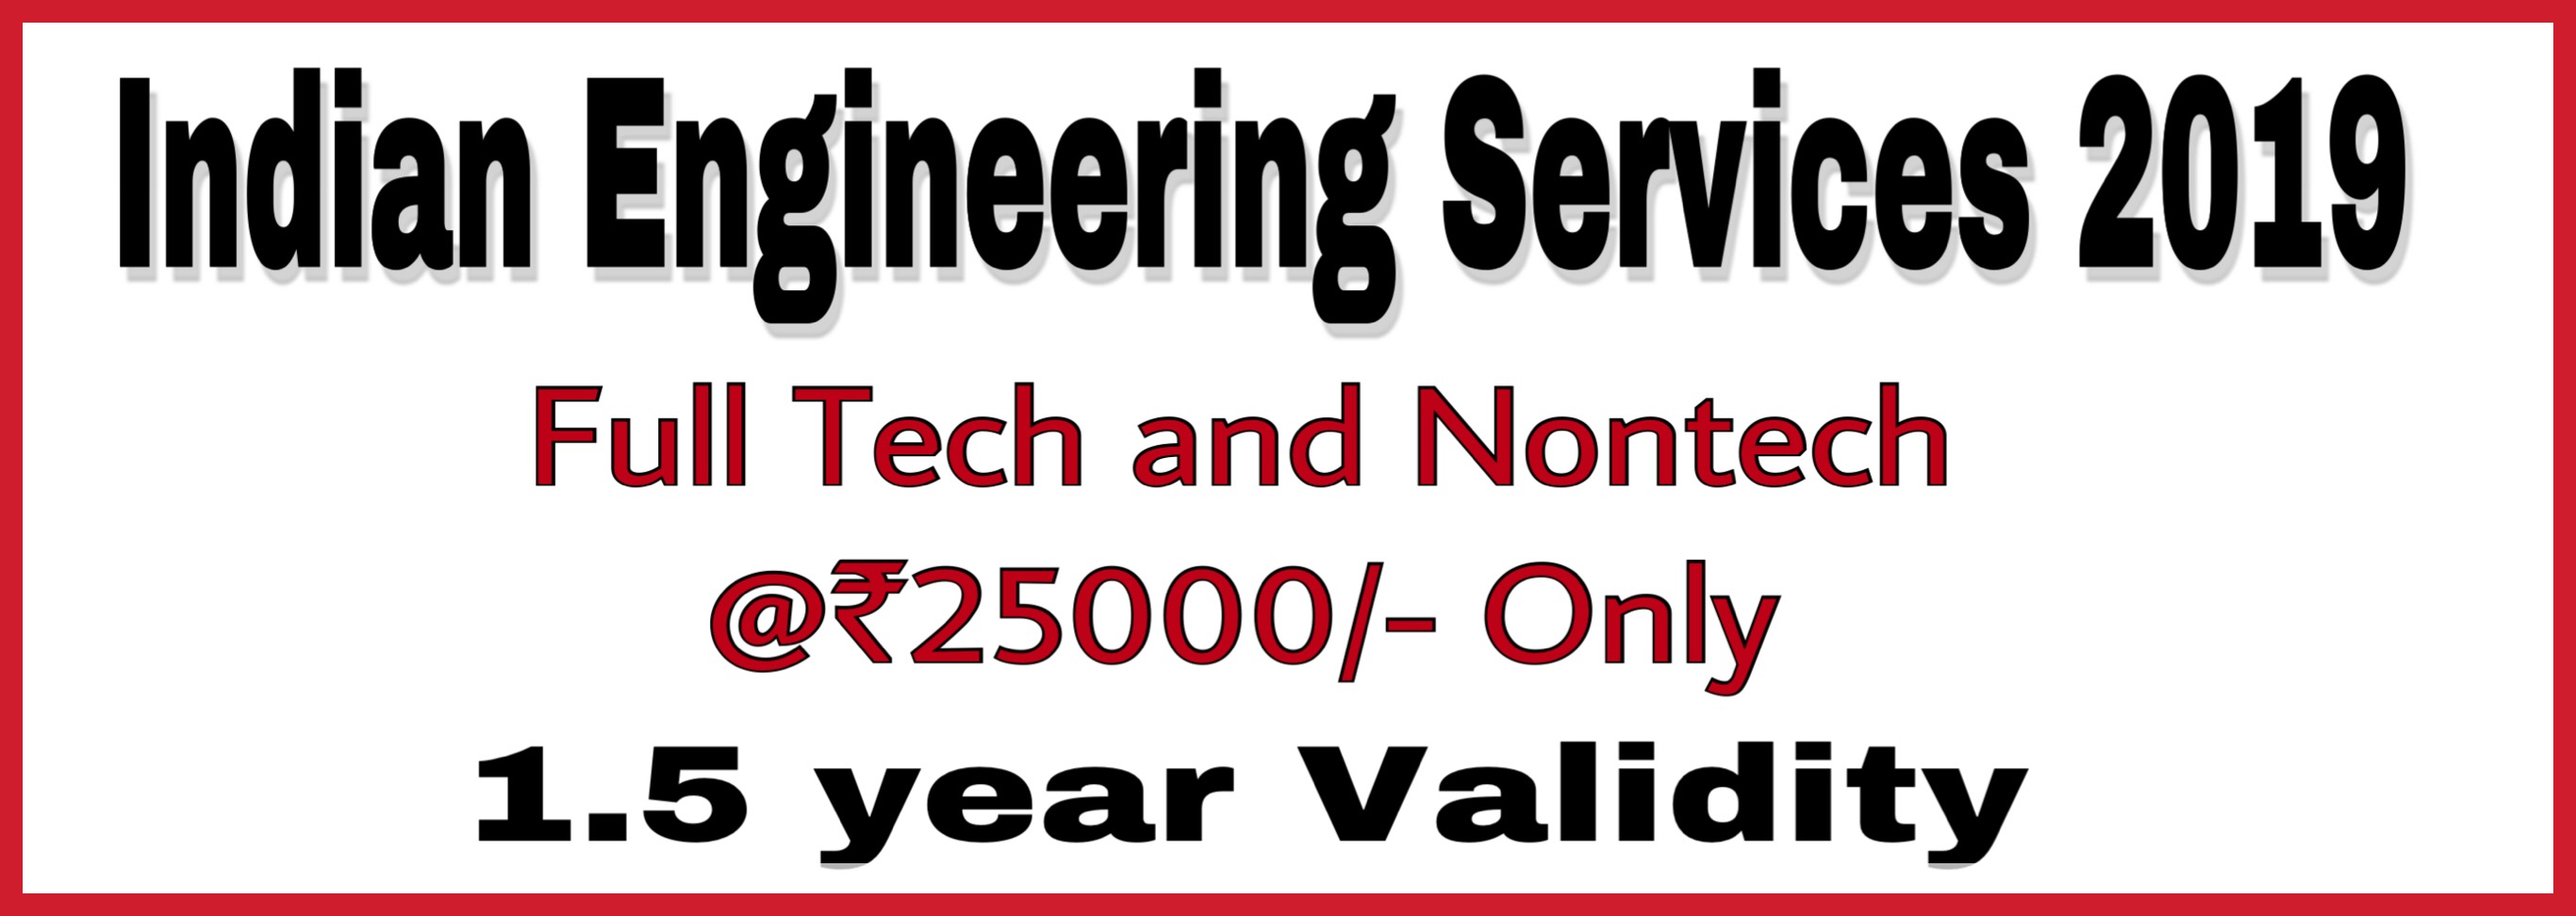 Indian Engineering Services 2019
Full Tech and Nontech
@₹25000/- Only
1.5 year Validity